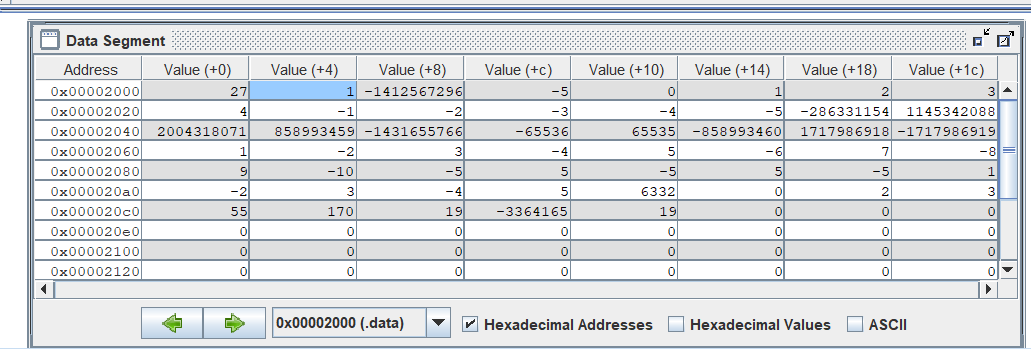 Data Segment
Address Value (+0) Value (+4) Value (+8) Value (+c) Value (+10) Value (+14) Value (+18) Value (+1c)
0x00002000 27 1 -1412567296 -5 0 1 2 3
0x00002020 4 -1 -2 -3 -4 -5 -286331154 1145342088
0x00002040 2004318071 858993459 -1431655766 -65536 65535 -858993460 1717986918 -1717986919
0x00002060 1 -2 3 -4 5 -6 7 -8
0x00002080 9 -10 -5 5 -5 5 -5 1
0x000020a0 -2 3 -4 5 6332 0 2 3
0x000020c0 55 170 19 -3364165 19 0 0 0
0x000020e0 0 0 0 0 0 0 0 0
0x00002100 0 0 0 0 0 0 0 0
0x00002120 0 0 0 0 0 0 0 0
0x00002000 (.data) Hexadecimal Addresses Hexadecimal Values ASCII